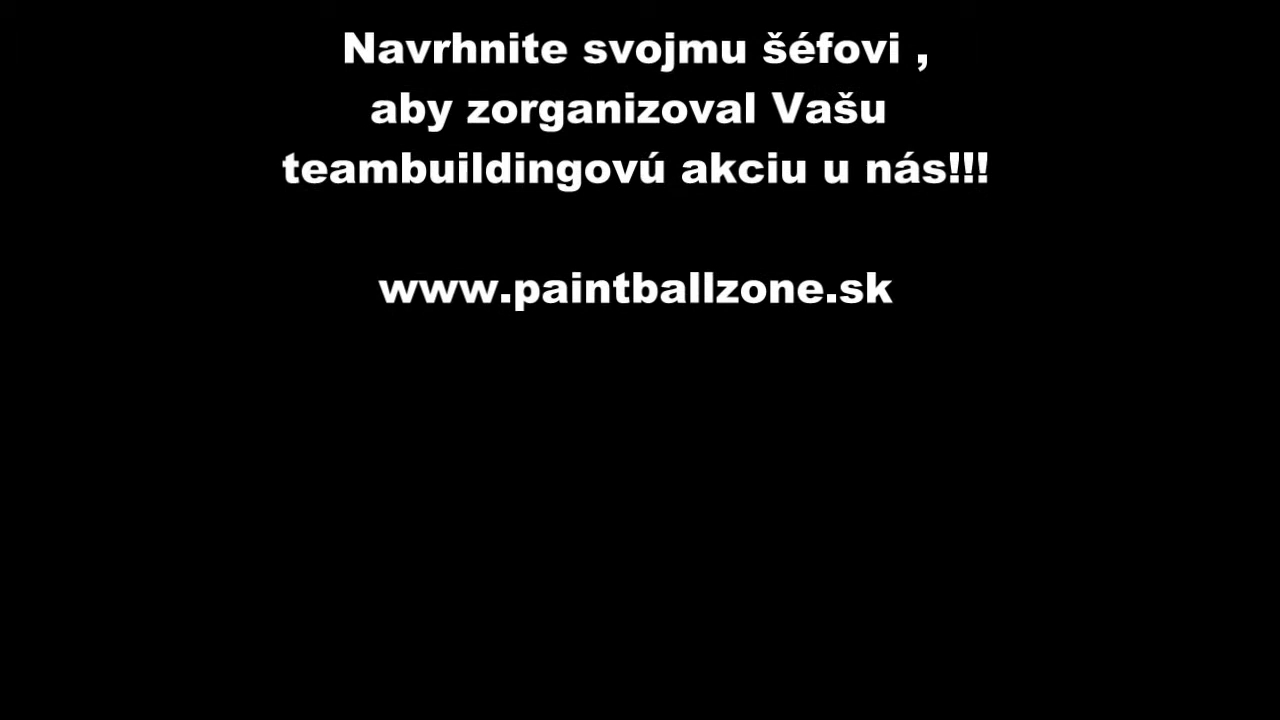 Navrhnite svojmu šéfovi ,
aby zorganizoval Vašu
teambuildingovú akciu u nás!!!
www.paintballzone.sk